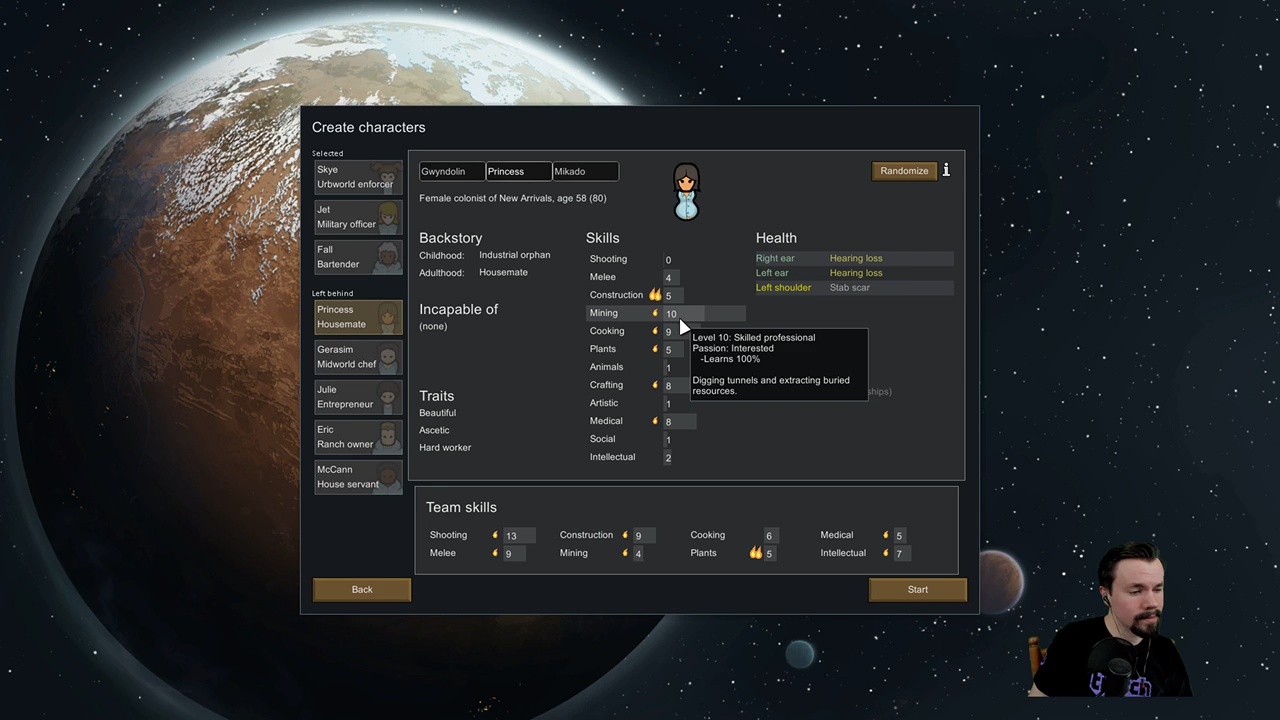 Create characters
Selected
Skye
Urbworld enforcer
Jet
Military officer
Fall
Bartender
Left behind
Princess
Housemate
Gerasim
Midworld chef
Julie
Entrepreneur
Eric
Ranch owner
McCann
House servant
Gwyndolin Princess Mikado
Randomize
Female colonist of New Arrivals, age 58 (80)
Backstory
Childhood: Industrial orphan
Adulthood: Housemate
Incapable of
(none)
Traits
Beautiful
Ascetic
Hard worker
Skills
Shooting 0
Melee 4
Construction 5
Mining 10
Cooking 9
Plants 5
Animals 1
Crafting 8
Artistic 1
Medical 8
Social 1
Intellectual 2
Health
Right ear Hearing loss
Left ear Hearing loss
Left shoulder Stab scar
Level 10: Skilled professional
Passion: Interested
-Learns 100%
Digging tunnels and extracting buried
resources.
Team skills
Shooting 13 Construction 9 Cooking 6 Medical 5
Melee 9 Mining 4 Plants 5 Intellectual 7
Back
Start